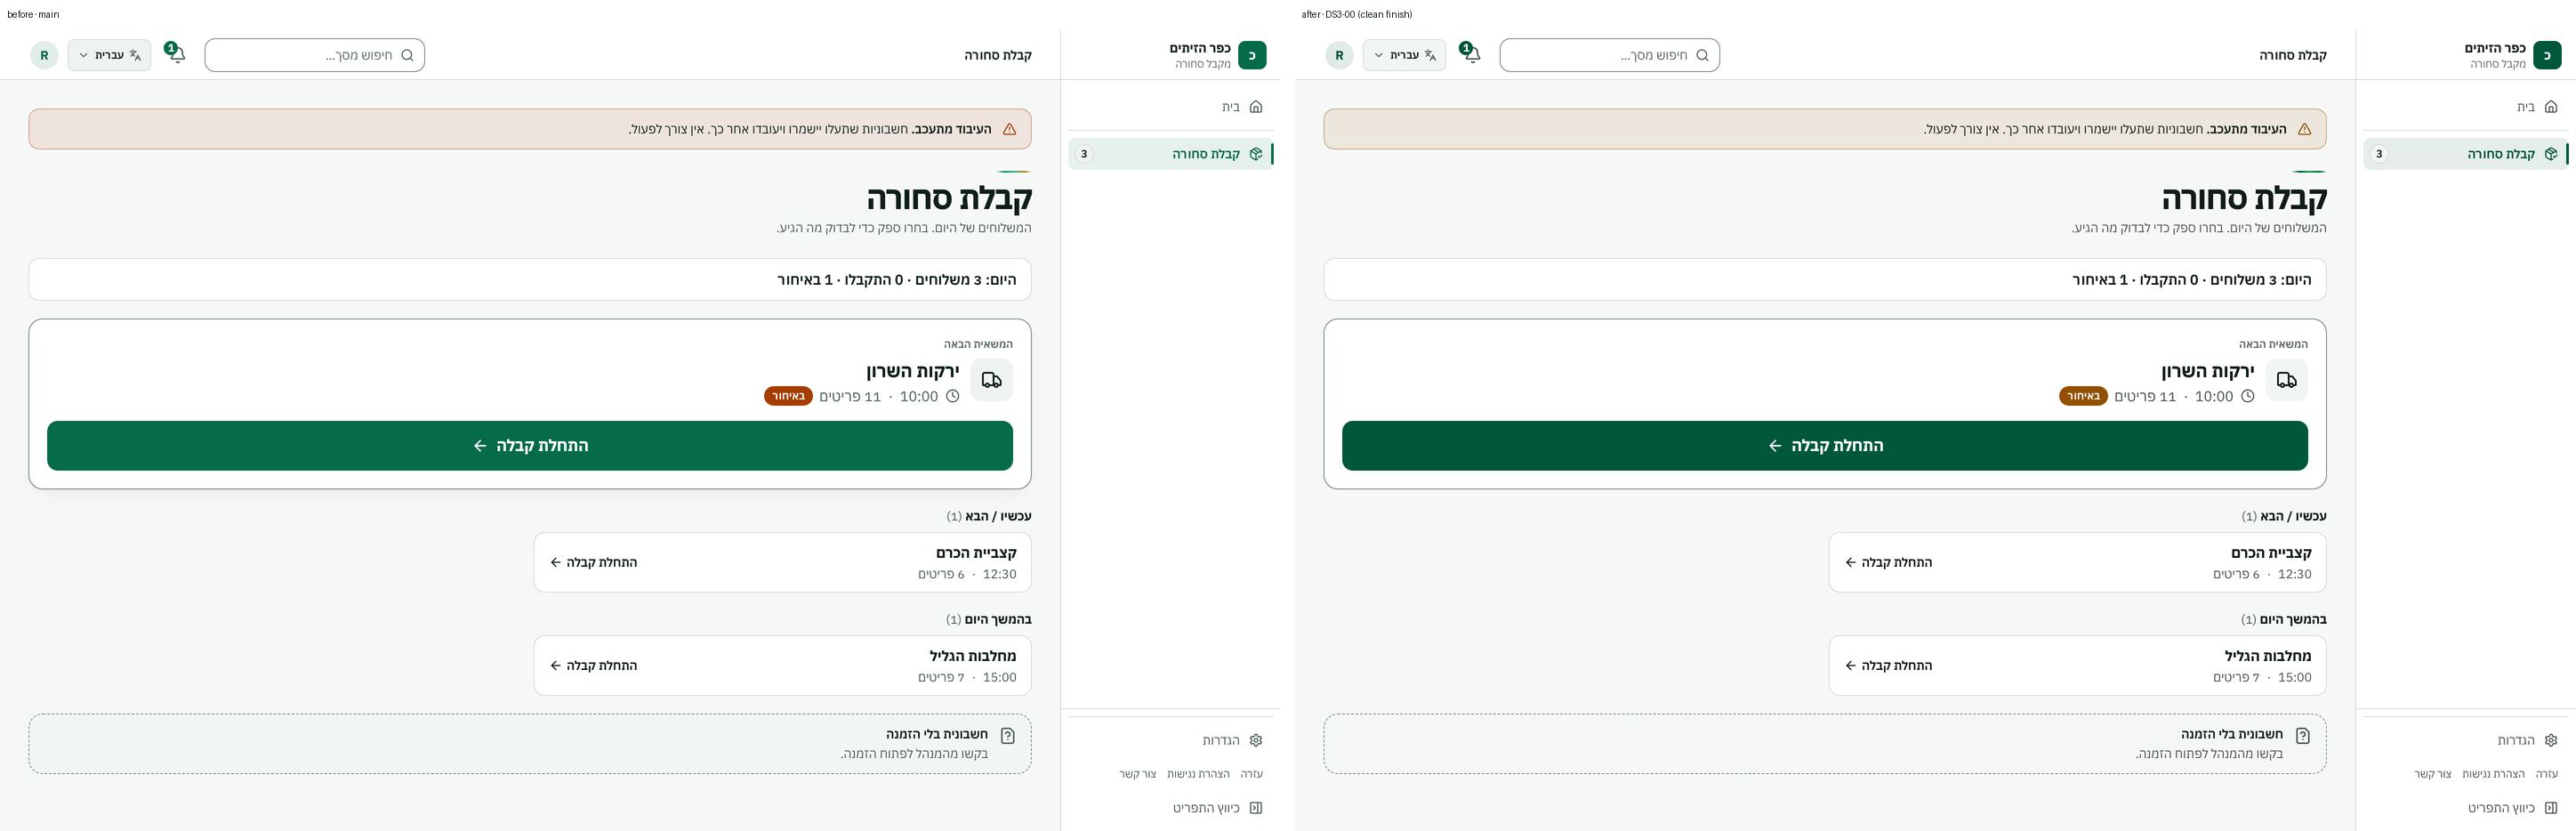 before · main
כפר הזיתים
מקבל סחורה
כ
קבלת סחורה
חיפוש מסך...
1
עברית
R
בית
קבלת סחורה
3
העיבוד מתעכב. חשבוניות שתעלו יישמרו ויעובדו אחר כך. אין צורך לפעול.
קבלת סחורה
המשלוחים של היום. בחרו ספק כדי לבדוק מה הגיע.
היום: 3 משלוחים · 0 התקבלו · 1 באיחור
המשאית הבאה
ירקות השרון
10:00 · 11 פריטים באיחור
התחלת קבלה ←
עכשיו / הבא (1)
קצביית הכרם
12:30 · 6 פריטים
התחלת קבלה ←
בהמשך היום (1)
מחלבות הגליל
15:00 · 7 פריטים
התחלת קבלה ←
חשבונית בלי הזמנה
בקשו מהמנהל לפתוח הזמנה.
הגדרות
עזרה הצהרת נגישות צור קשר
כיווץ התפריט
after · DS3-00 (clean finish)
כפר הזיתים
מקבל סחורה
כ
קבלת סחורה
חיפוש מסך...
1
עברית
R
בית
קבלת סחורה
3
העיבוד מתעכב. חשבוניות שתעלו יישמרו ויעובדו אחר כך. אין צורך לפעול.
קבלת סחורה
המשלוחים של היום. בחרו ספק כדי לבדוק מה הגיע.
היום: 3 משלוחים · 0 התקבלו · 1 באיחור
המשאית הבאה
ירקות השרון
10:00 · 11 פריטים באיחור
התחלת קבלה ←
עכשיו / הבא (1)
קצביית הכרם
12:30 · 6 פריטים
התחלת קבלה ←
בהמשך היום (1)
מחלבות הגליל
15:00 · 7 פריטים
התחלת קבלה ←
חשבונית בלי הזמנה
בקשו מהמנהל לפתוח הזמנה.
הגדרות
עזרה הצהרת נגישות צור קשר
כיווץ התפריט